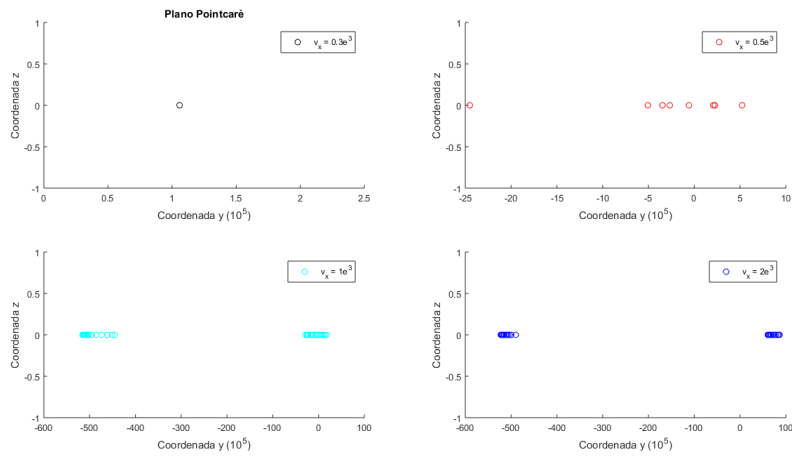 Plano Pointcarè
v_x = 0.3e^3
1
0.5
0
-0.5
-1
Coordenada z
0 0.5 1 1.5 2 2.5
Coordenada y (10^5)
v_x = 0.5e^3
1
0.5
0
-0.5
-1
Coordenada z
-25 -20 -15 -10 -5 0 5 10
Coordenada y (10^5)
v_x = 1e^3
1
0.5
0
-0.5
-1
Coordenada z
-600 -500 -400 -300 -200 -100 0 100
Coordenada y (10^5)
v_x = 2e^3
1
0.5
0
-0.5
-1
Coordenada z
-600 -500 -400 -300 -200 -100 0 100
Coordenada y (10^5)